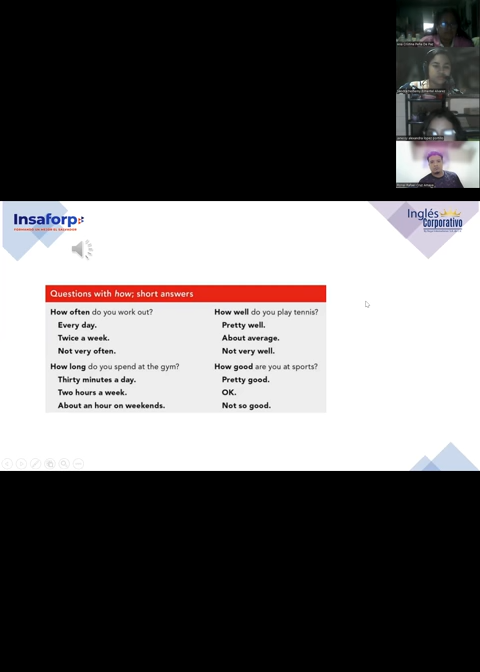 Insaforp
Inglés
Corporativo
Questions with how; short answers
How often do you work out?
Every day.
Twice a week.
Not very often.
How long do you spend at the gym?
Thirty minutes a day.
Two hours a week.
About an hour on weekends.
How well do you play tennis?
Pretty well.
About average.
Not very well.
How good are you at sports?
Pretty good.
OK.
Not so good.